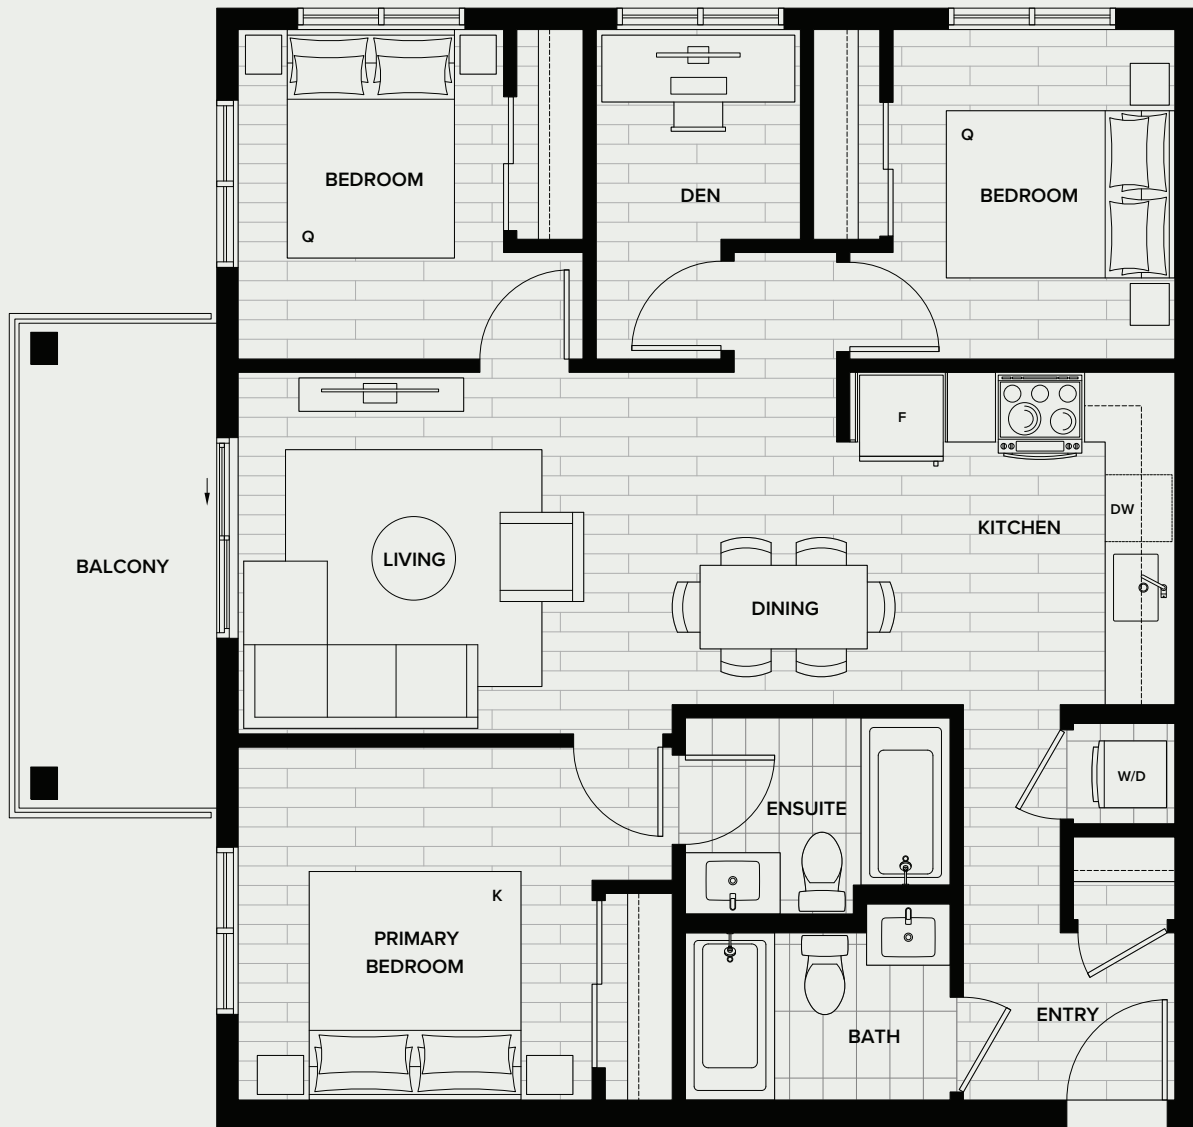 BEDROOM
Q
DEN
Q
BEDROOM
F
BALCONY
LIVING
DINING
KITCHEN
DW
ENSUITE
W/D
K
PRIMARY
BEDROOM
BATH
ENTRY